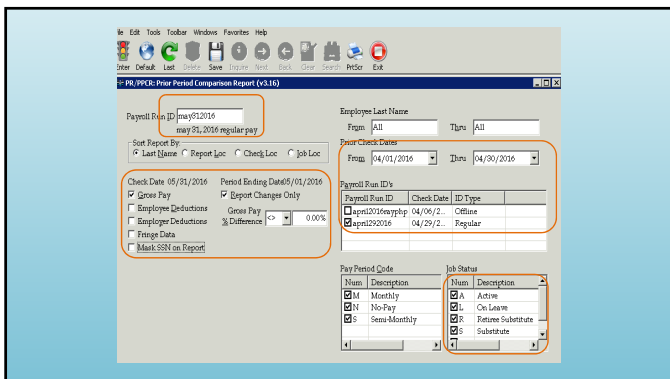 File Edit Tools Toolbar Windows Favorites Help
Enter Default Last Delete Save Inquire Next Back Clear Search PrtScr Exit
PR/PPCR: Prior Period Comparison Report (v3.16)
Payroll Run ID may312016
may 31, 2016 regular pay
Sort Report By:
Last Name Report Loc Check Loc Job Loc
Check Date 05/31/2016 Period Ending Date05/01/2016
Gross Pay Report Changes Only
Employee Deductions
Employer Deductions
Gross Pay
% Difference <> 0.00%
Fringe Data
Mask SSN on Report
Employee Last Name
From All Thru All
Prior Check Dates
From 04/01/2016 Thru 04/30/2016
Payroll Run ID's
Payroll Run ID Check Date ID Type
04/06/2... Offline
april292016 04/29/2... Regular
Pay Period Code
Num Description
M Monthly
N No-Pay
S Semi-Monthly
Job Status
Num Description
A Active
L On Leave
R Retiree Substitute
S Substitute